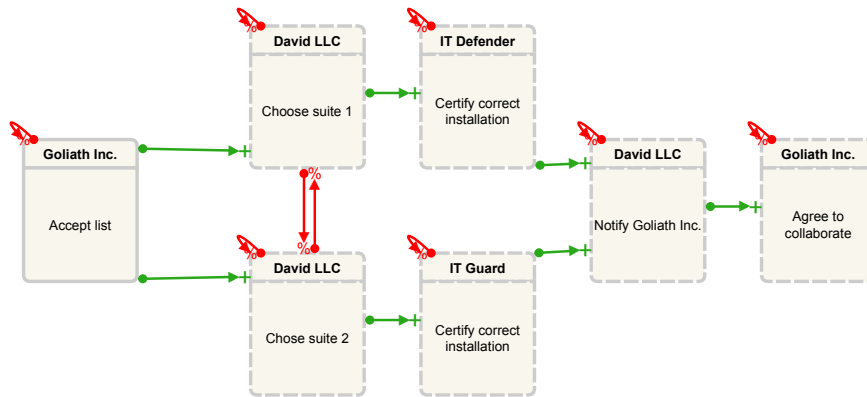 %
David LLC
Choose suite 1
%
IT Defender
Certify correct
installation
%
Goliath Inc.
Accept list
%
%
%
David LLC
Chose suite 2
%
IT Guard
Certify correct
installation
%
David LLC
Notify Goliath Inc.
%
Goliath Inc.
Agree to
collaborate